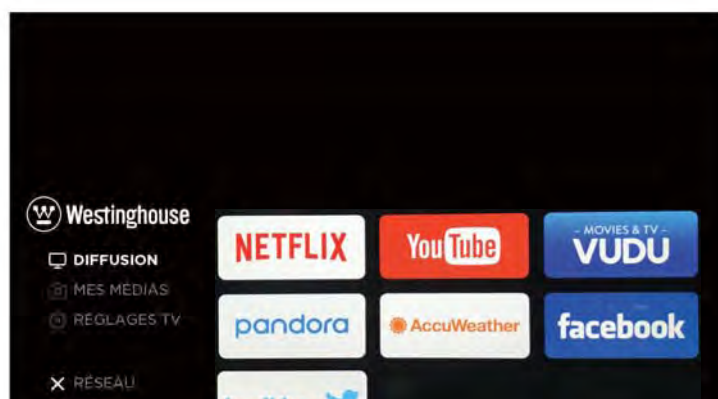 Westinghouse
DIFFUSION
MES MÉDIAS
RÉGLAGES TV
RÉSEAU
NETFLIX
YouTube
- MOVIES & TV -
VUDU
pandora
AccuWeather
facebook